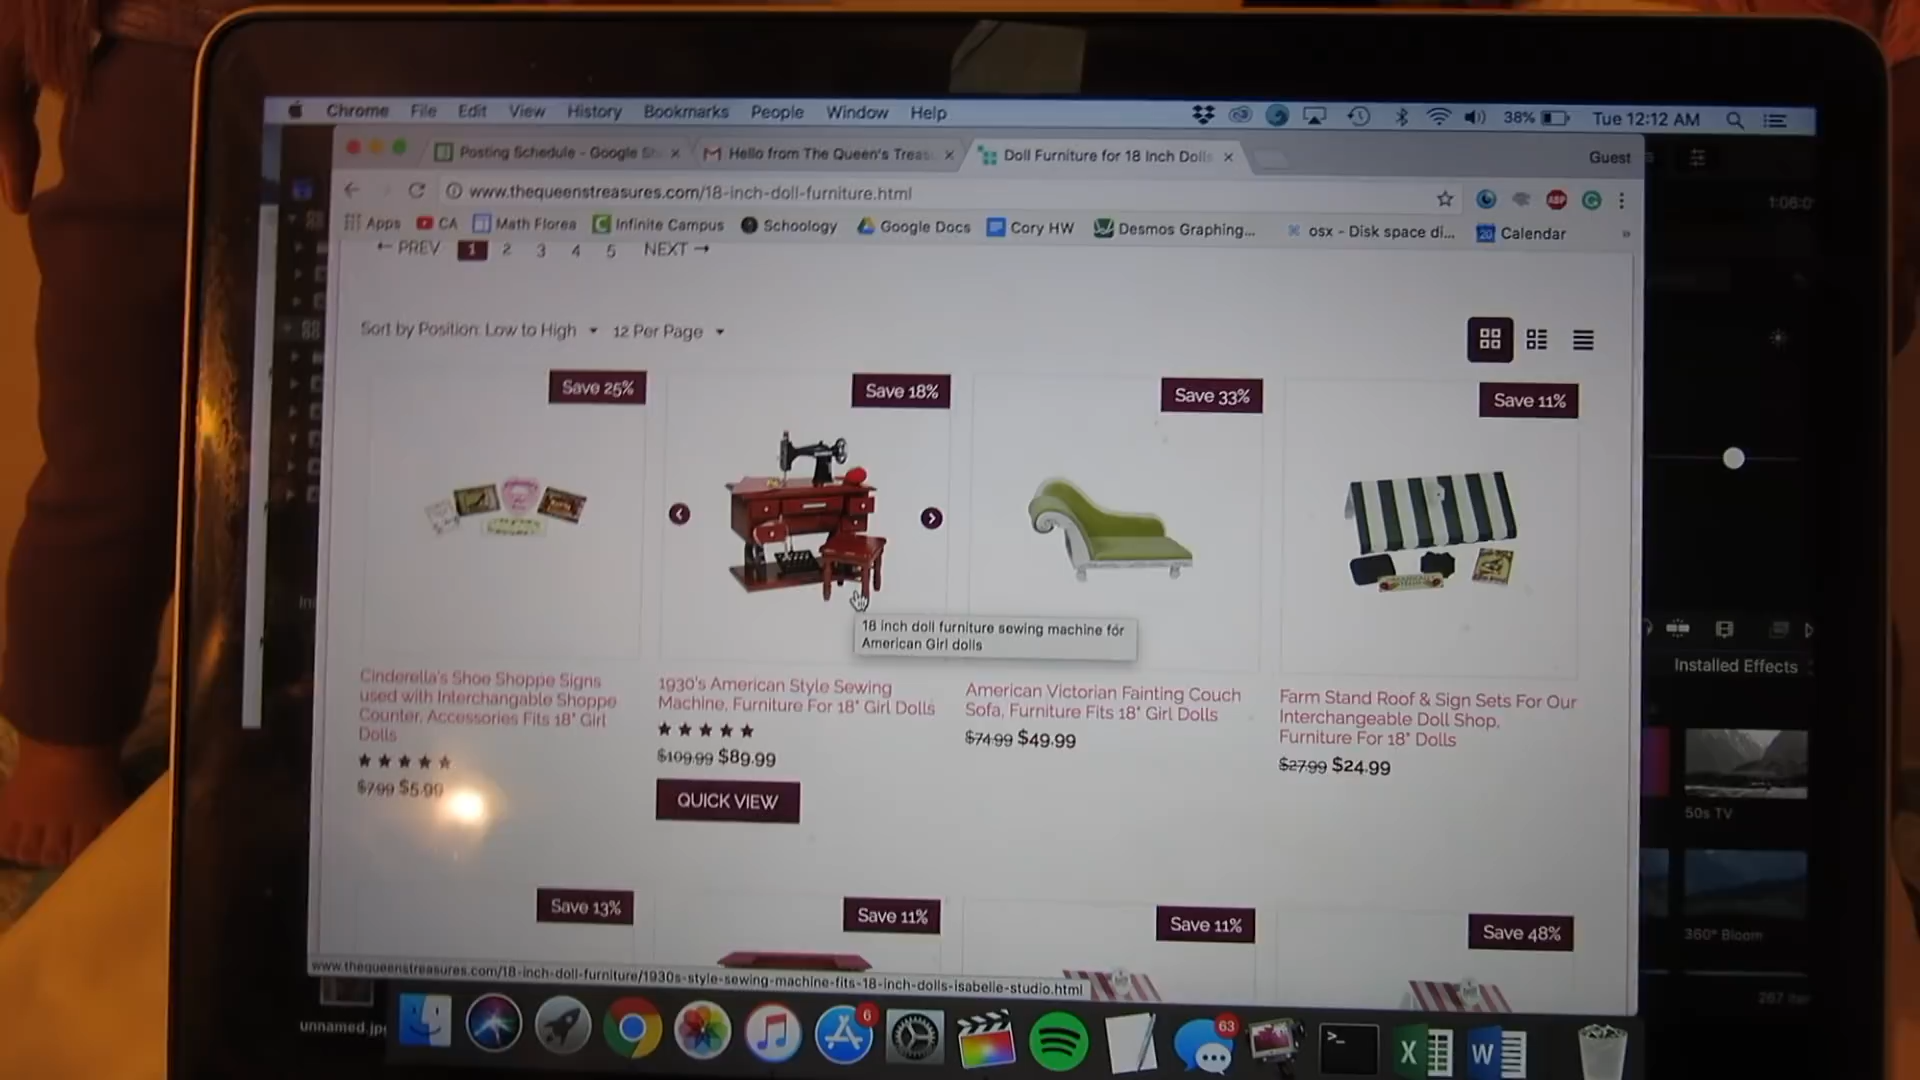 Chrome File Edit View History Bookmarks People Window Help 38% Tue 12:12 AM
Posting Schedule - Google Hello from The Queen's Doll Furniture for 18 Inch Dolls Guest
www.thequeenstreasures.com/18-inch-doll-furniture.html ABP
Apps CA Math Florea Infinite Campus Schoology Google Docs Cory HW Desmos Graphing... osx - Disk space di... 20 Calendar »
← PREV 1 2 3 4 5 NEXT →
Sort by Position: Low to High 12 Per Page
Save 25% Save 18% Save 33% Save 11%
18 inch doll furniture sewing machine for
American Girl dolls
Installed Effects
Cinderella's Shoe Shoppe Signs
used with Interchangable Shoppe
Counter, Accessories Fits 18" Girl
Dolls
$7.99 $5.99
1930's American Style Sewing
Machine, Furniture For 18" Girl Dolls
$109.99 $89.99
QUICK VIEW
American Victorian Fainting Couch
Sofa, Furniture Fits 18" Girl Dolls
$74.99 $49.99
Farm Stand Roof & Sign Sets For Our
Interchangeable Doll Shop,
Furniture For 18" Dolls
$27.99 $24.99
50s TV
Save 13% Save 11% Save 11% Save 48%
360° Bloom
www.thequeenstreasures.com/18-inch-doll-furniture/1930s-style-sewing-machine-fits-18-inch-dolls-isabelle-studio.html
unnamed.jpg
6 63
X W